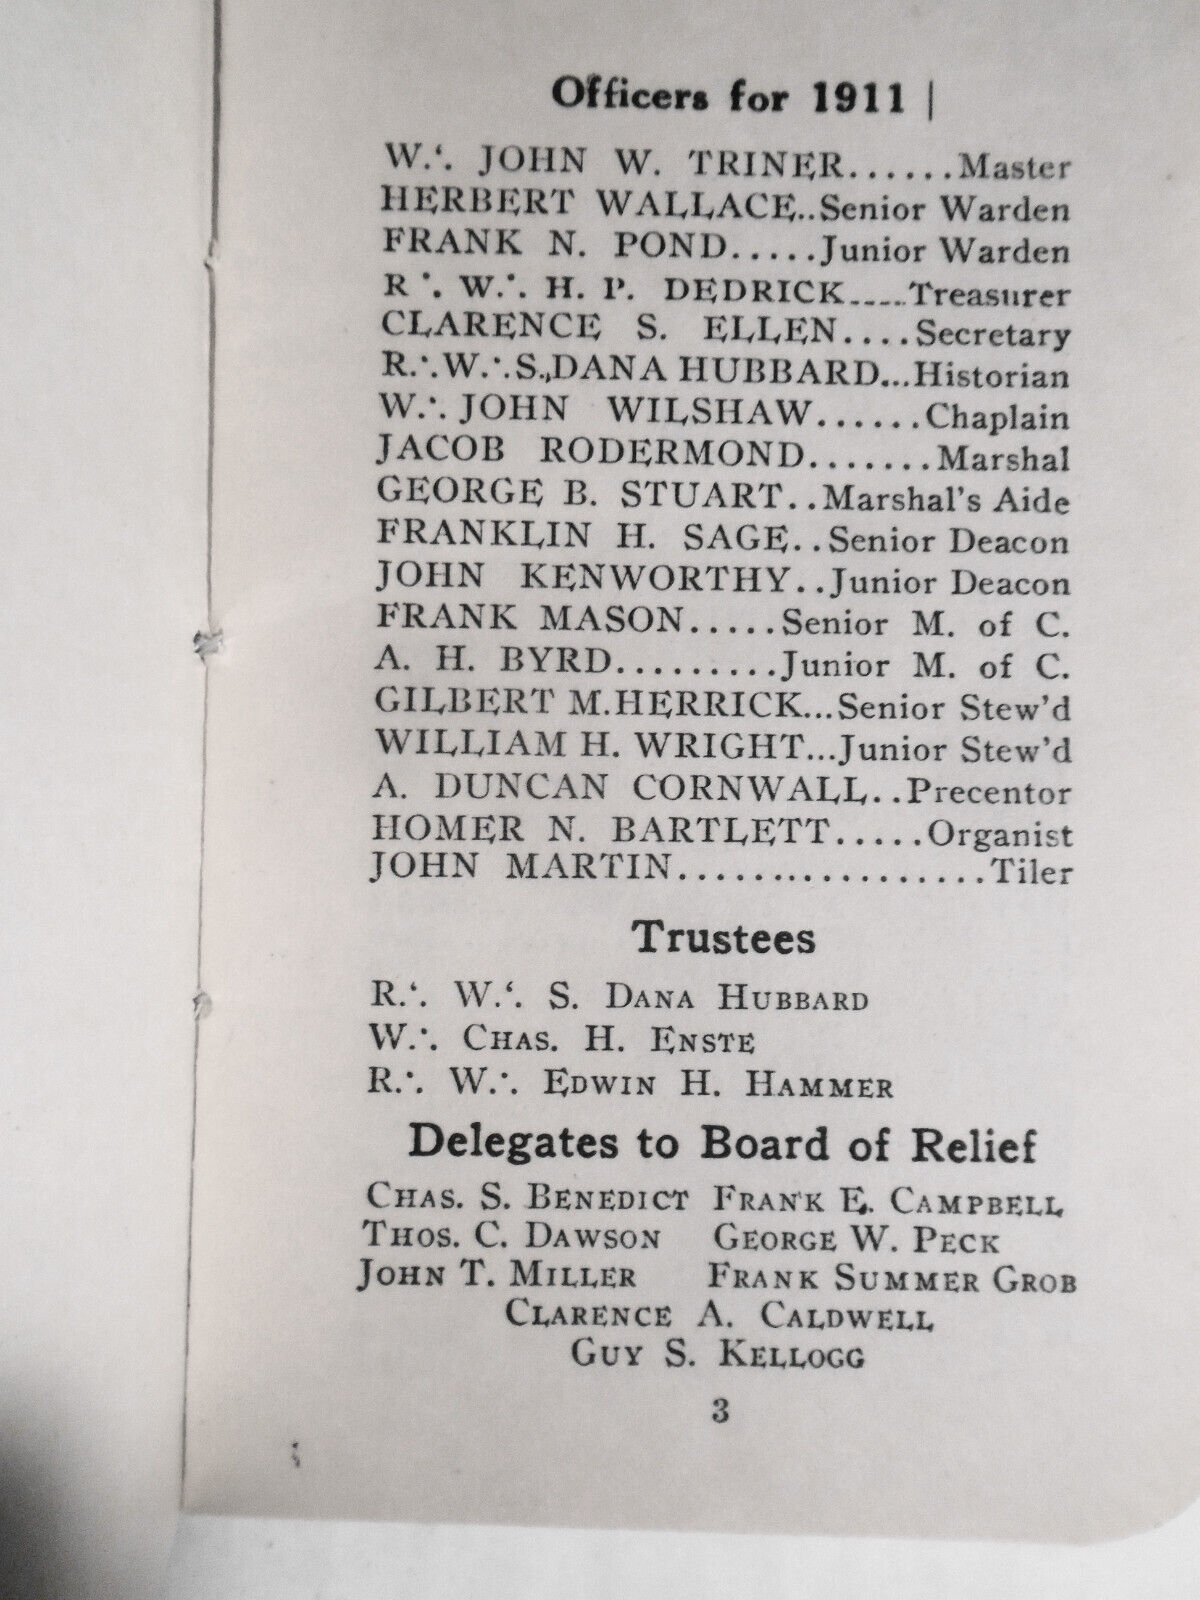 Officers for 1911 |
W.'. JOHN W. TRINER......Master
HERBERT WALLACE..Senior Warden
FRANK N. POND.....Junior Warden
R.'. W.'. H. P. DEDRICK.....Treasurer
CLARENCE S. ELLEN....Secretary
R.'.W.'.S. DANA HUBBARD...Historian
W.'. JOHN WILSHAW......Chaplain
JACOB RODERMOND.......Marshal
GEORGE B. STUART..Marshal's Aide
FRANKLIN H. SAGE..Senior Deacon
JOHN KENWORTHY..Junior Deacon
FRANK MASON.....Senior M. of C.
A. H. BYRD.........Junior M. of C.
GILBERT M. HERRICK...Senior Stew'd
WILLIAM H. WRIGHT...Junior Stew'd
A. DUNCAN CORNWALL..Precentor
HOMER N. BARTLETT.....Organist
JOHN MARTIN..................Tiler
Trustees
R.'. W.'. S. DANA HUBBARD
W.'. CHAS. H. ENSTE
R.'. W.'. EDWIN H. HAMMER
Delegates to Board of Relief
CHAS. S. BENEDICT FRANK E. CAMPBELL
THOS. C. DAWSON GEORGE W. PECK
JOHN T. MILLER FRANK SUMMER GROB
CLARENCE A. CALDWELL
GUY S. KELLOGG
3